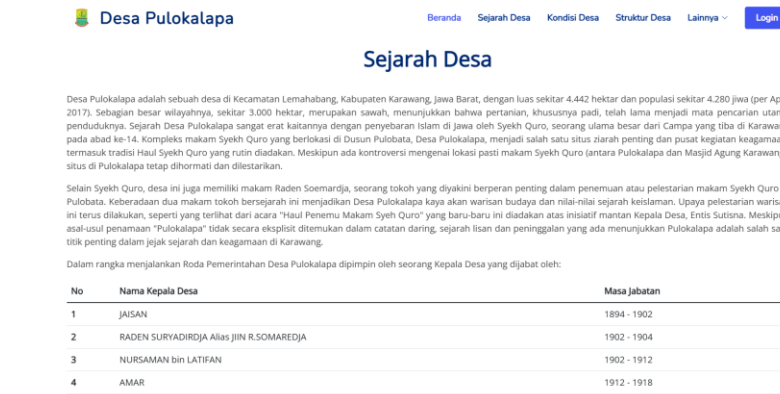 Desa Pulokalapa
Beranda Sejarah Desa Kondisi Desa Struktur Desa Lainnya Login
Sejarah Desa
Desa Pulokalapa adalah sebuah desa di Kecamatan Lemahabang, Kabupaten Karawang, Jawa Barat, dengan luas sekitar 4.442 hektar dan populasi sekitar 4.280 jiwa (per Ap
2017). Sebagian besar wilayahnya, sekitar 3.000 hektar, merupakan sawah, menunjukkan bahwa pertanian, khususnya padi, telah lama menjadi mata pencarian utam
penduduknya. Sejarah Desa Pulokalapa sangat erat kaitannya dengan penyebaran Islam di Jawa oleh Syekh Quro, seorang ulama besar dari Campa yang tiba di Karawa
pada abad ke-14. Kompleks makam Syekh Quro yang berlokasi di Dusun Pulobata, Desa Pulokalapa, menjadi salah satu situs ziarah penting dan pusat kegiatan keagamaa
termasuk tradisi Haul Syekh Quro yang rutin diadakan. Meskipun ada kontroversi mengenai lokasi pasti makam Syekh Quro (antara Pulokalapa dan Masjid Agung Karawang
situs di Pulokalapa tetap dihormati dan dilestarikan.
Selain Syekh Quro, desa ini juga memiliki makam Raden Soemardja, seorang tokoh yang diyakini berperan penting dalam penemuan atau pelestarian makam Syekh Quro
Pulobata. Keberadaan dua makam tokoh bersejarah ini menjadikan Desa Pulokalapa kaya akan warisan budaya dan nilai-nilai sejarah keislaman. Upaya pelestarian waris
ini terus dilakukan, seperti yang terlihat dari acara "Haul Penemu Makam Syeh Quro" yang baru-baru ini diadakan atas inisiatif mantan Kepala Desa, Entis Sutisna. Meskip
asal-usul penamaan "Pulokalapa" tidak secara eksplisit ditemukan dalam catatan daring, sejarah lisan dan peninggalan yang ada menunjukkan Pulokalapa adalah salah sa
titik penting dalam jejak sejarah dan keagamaan di Karawang.
Dalam rangka menjalankan Roda Pemerintahan Desa Pulokalapa dipimpin oleh seorang Kepala Desa yang dijabat oleh:
No Nama Kepala Desa Masa Jabatan
1 JAISAN 1894 - 1902
2 RADEN SURYADIRDJA Alias JIIN R.SOMAREDJA 1902 - 1904
3 NURSAMAN bin LATIFAN 1902 - 1912
4 AMAR 1912 - 1918